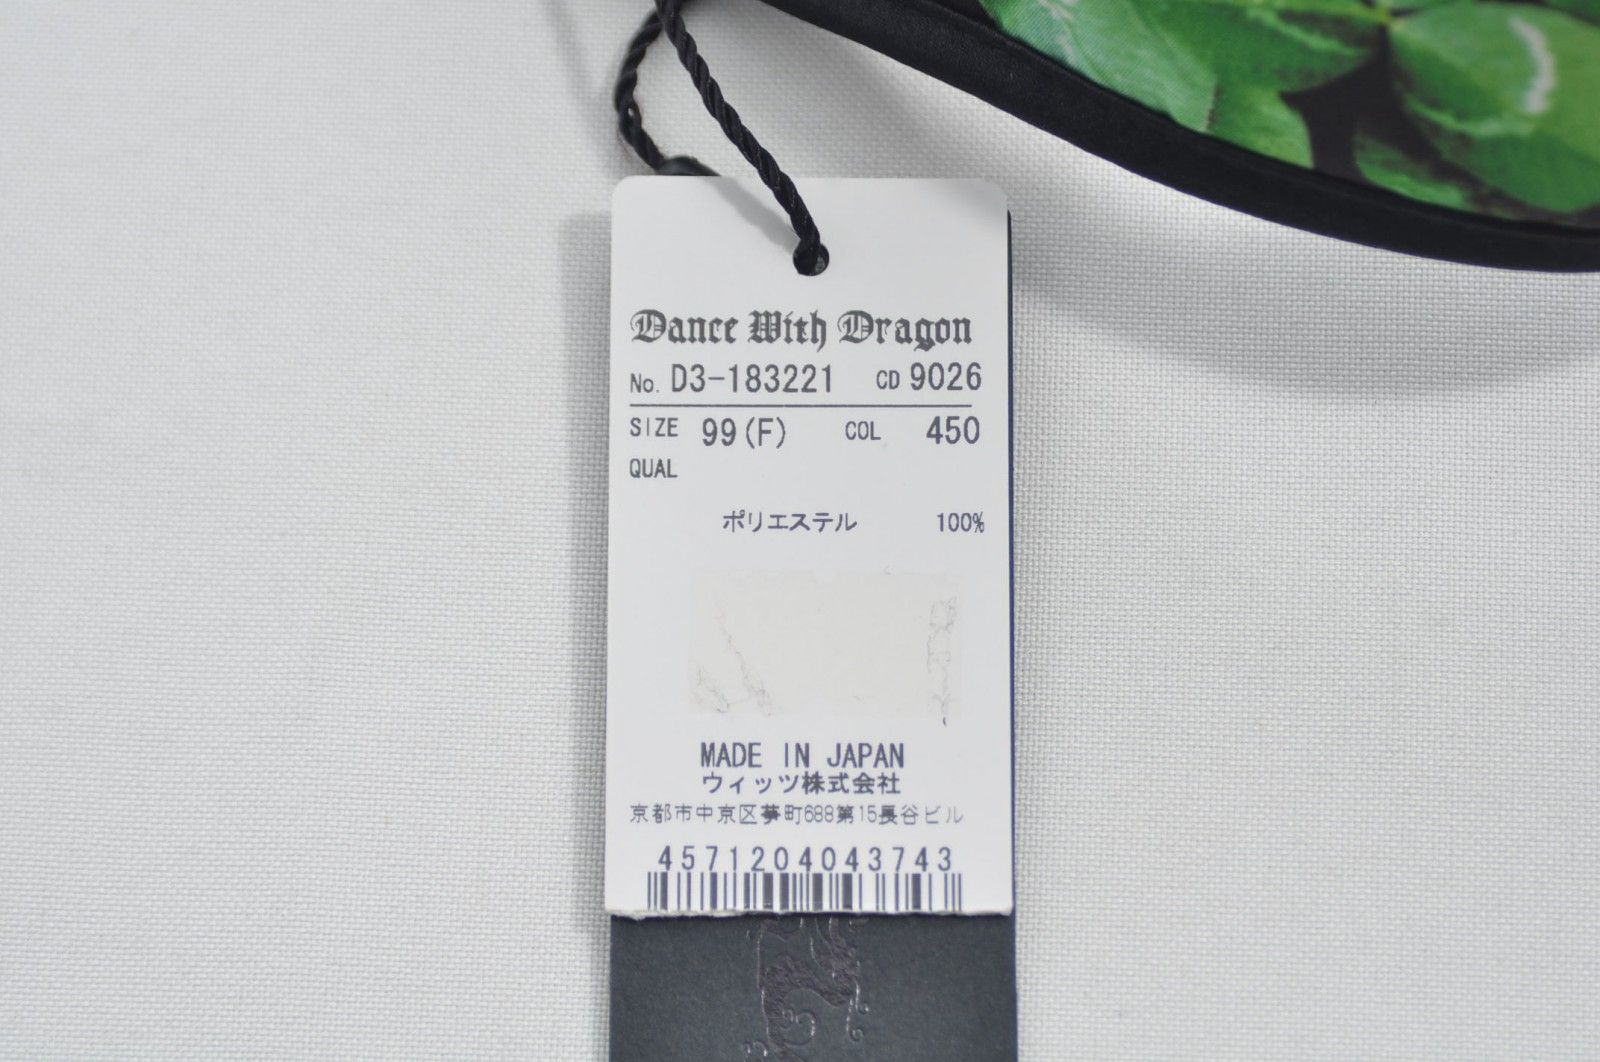 Dance With Dragon
No. D3-183221 CD 9026
SIZE 99(F) COL 450
QUAL
ポリエステル 100%
MADE IN JAPAN
ウィッツ株式会社
京都市中京区 町688第15長谷ビル
4571204043743